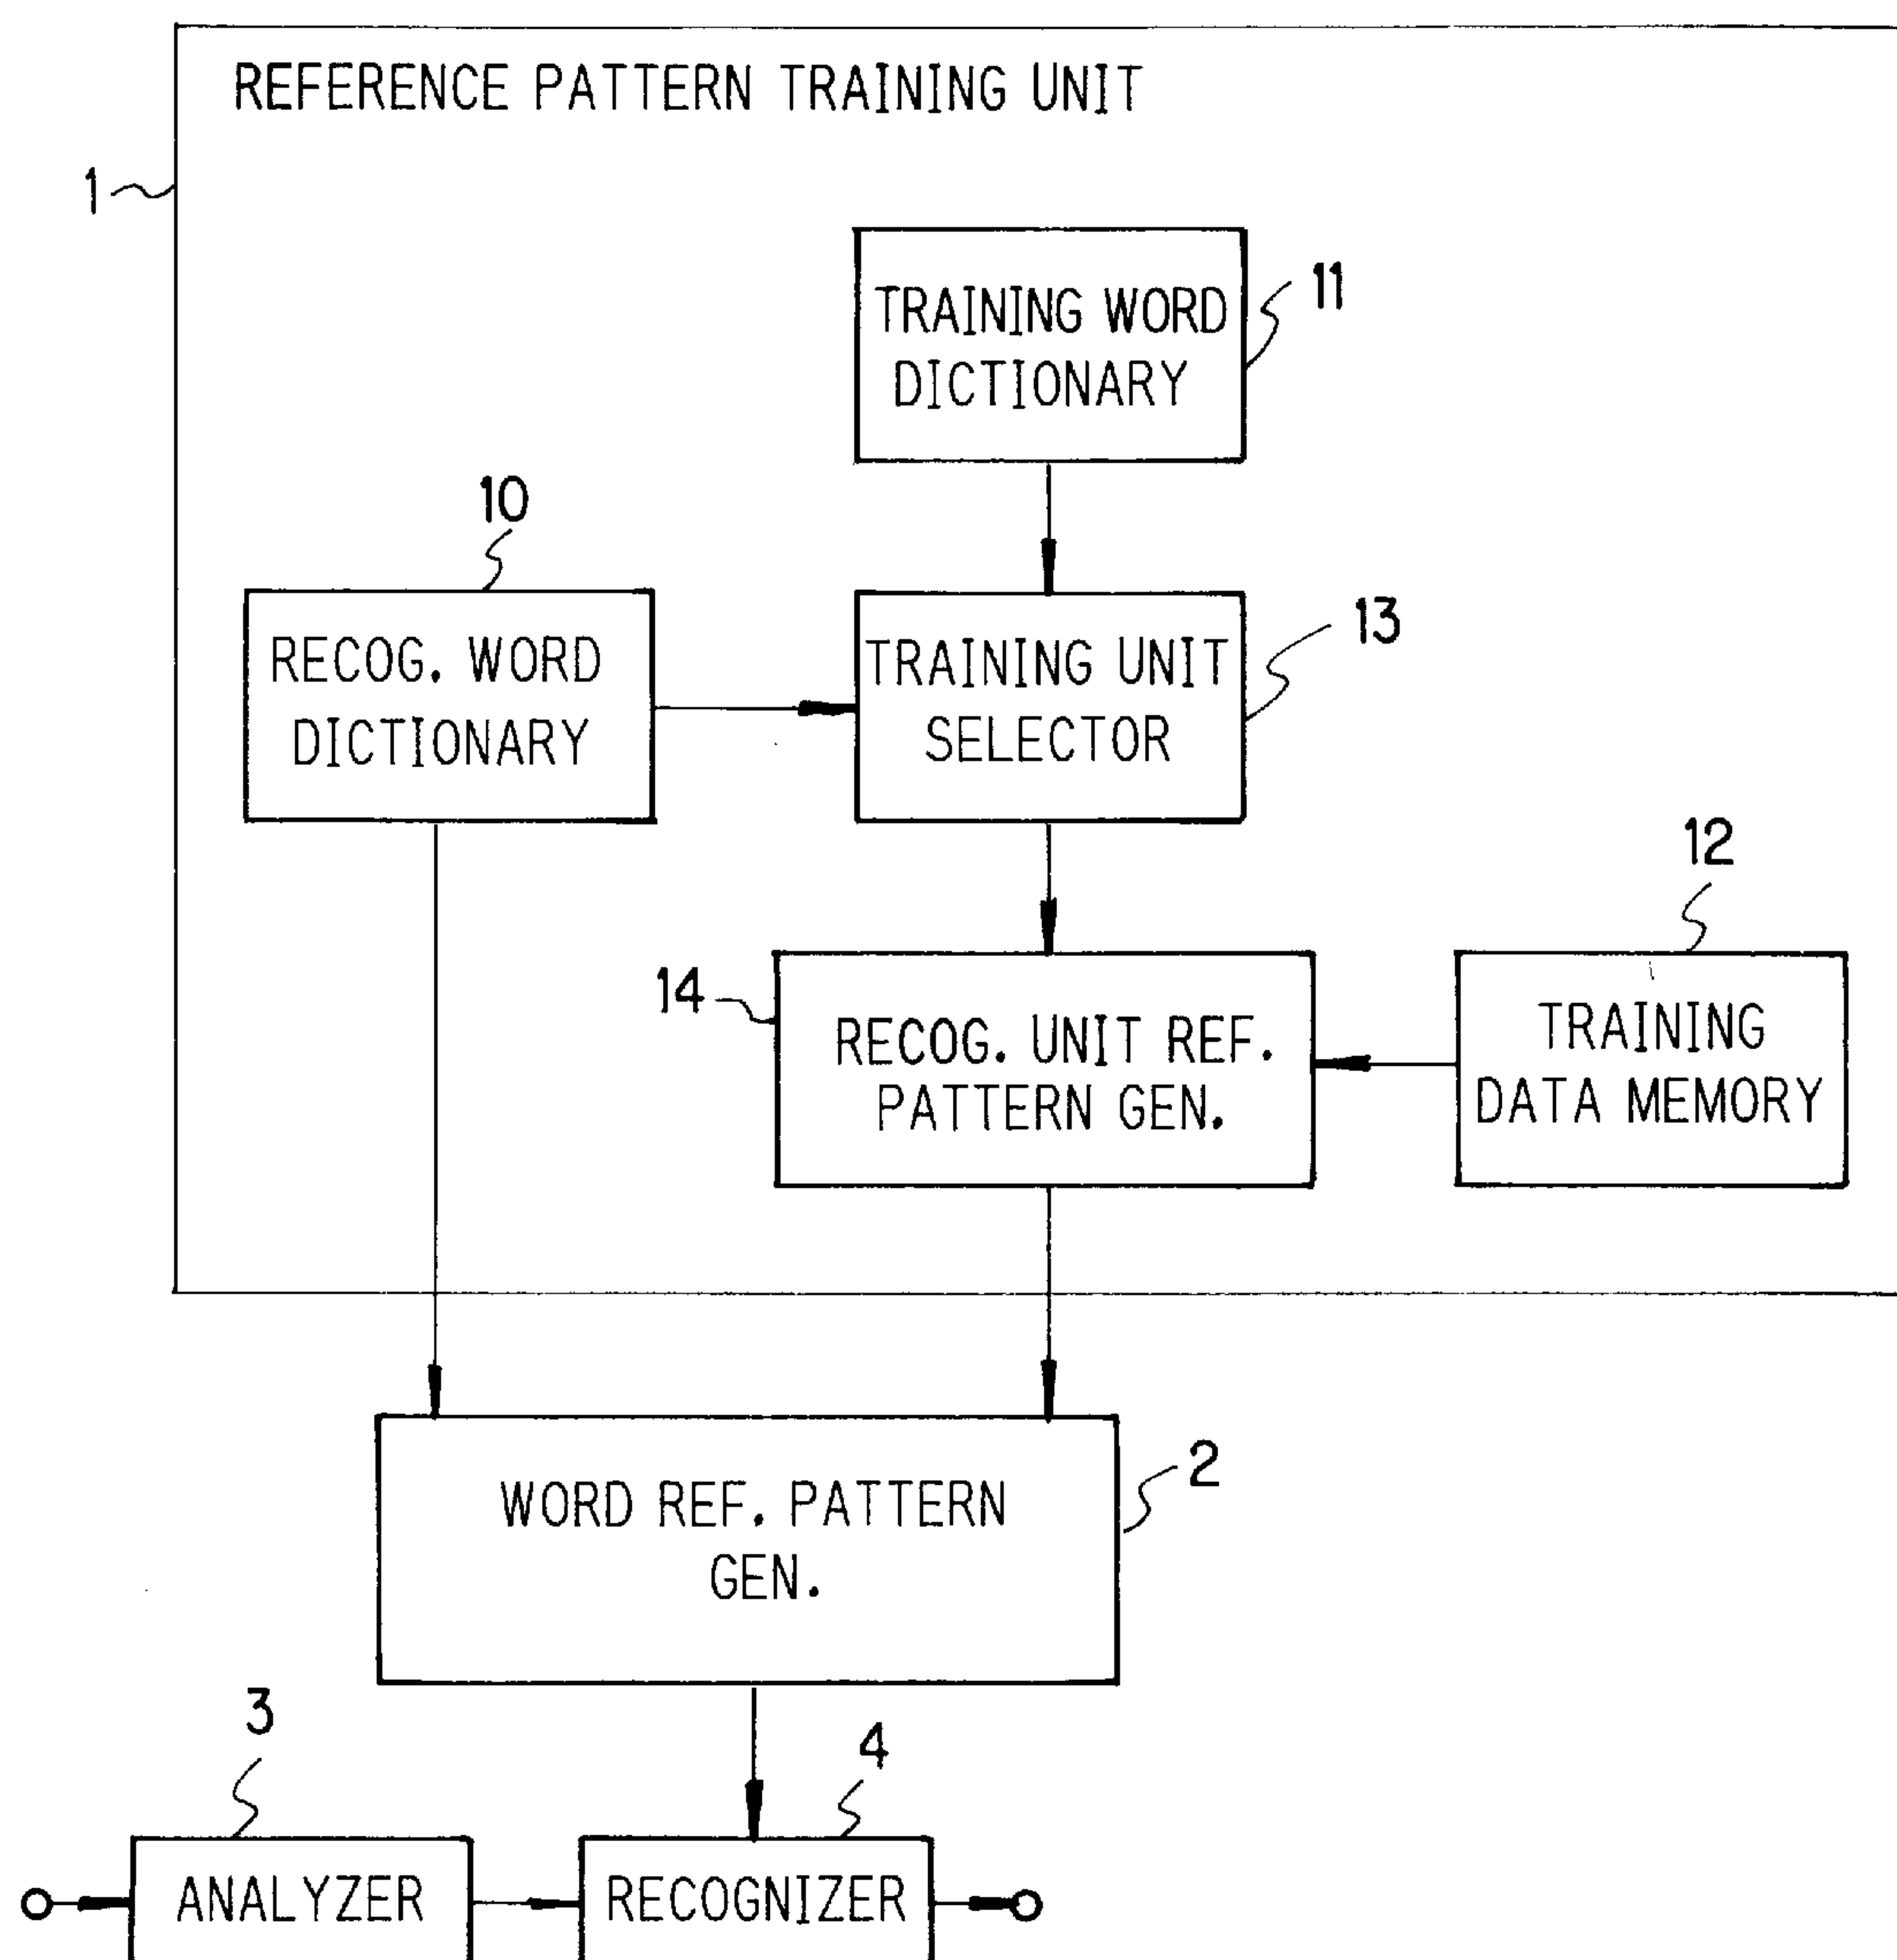 REFERENCE PATTERN TRAINING UNIT
1
TRAINING WORD
DICTIONARY
11
10
RECOG. WORD
DICTIONARY
TRAINING UNIT
SELECTOR
13
12
14
RECOG. UNIT REF.
PATTERN GEN.
TRAINING
DATA MEMORY
WORD REF. PATTERN
GEN.
2
3
4
ANALYZER
RECOGNIZER